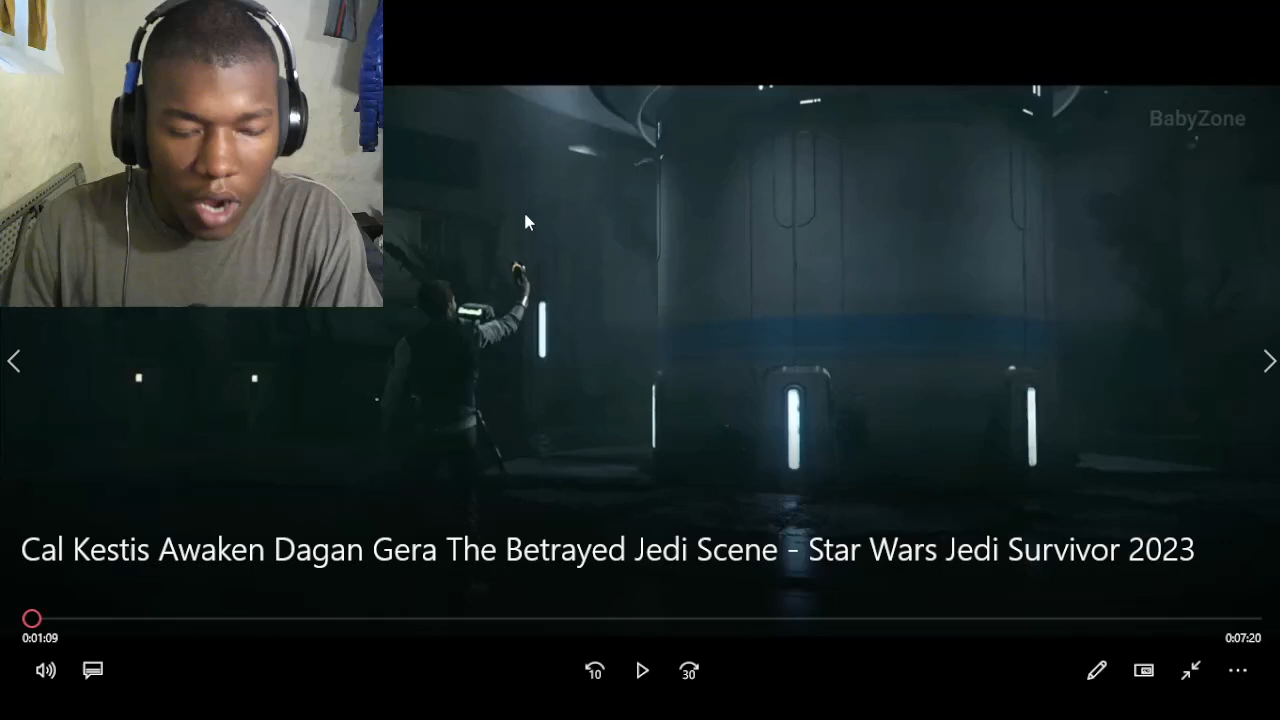 BabyZone
Cal Kestis Awaken Dagan Gera The Betrayed Jedi Scene - Star Wars Jedi Survivor 2023
0:01:09
0:07:20
10
30